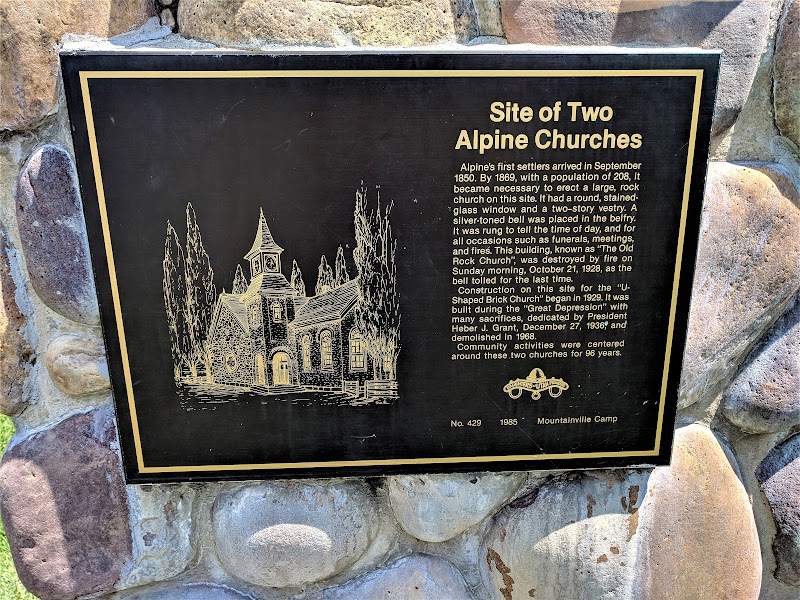 Site of Two
Alpine Churches
Alpine's first settlers arrived in September
1850. By 1869, with a population of 208, it
became necessary to erect a large, rock
church on this site. It had a round, stained-
glass window and a two-story vestry. A
silver-toned bell was placed in the belfry.
It was rung to tell the time of day, and for
all occasions such as funerals, meetings,
and fires. This building, known as "The Old
Rock Church", was destroyed by fire on
Sunday morning, October 21, 1928, as the
bell tolled for the last time.
Construction on this site for the "U-
Shaped Brick Church" began in 1929. It was
built during the "Great Depression" with
many sacrifices, dedicated by President
Heber J. Grant, December 27, 1936, and
demolished in 1968.
Community activities were centered
around these two churches for 96 years.
No. 429 1985 Mountainville Camp